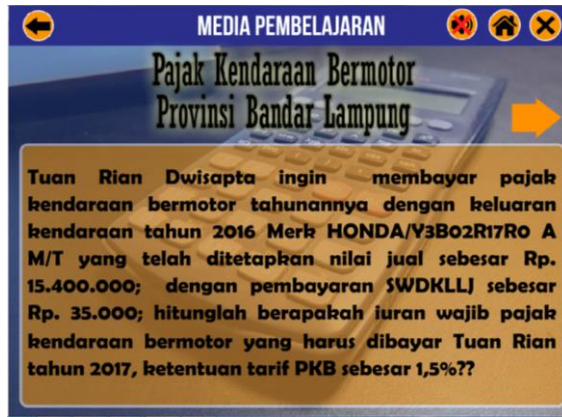 MEDIA PEMBELAJARAN
Pajak Kendaraan Bermotor
Provinsi Bandar Lampung
Tuan Rian Dwisapta ingin membayar pajak
kendaraan bermotor tahunannya dengan keluaran
kendaraan tahun 2016 Merk HONDA/Y3B02R17R0 A
M/T yang telah ditetapkan nilai jual sebesar Rp.
15.400.000; dengan pembayaran SWDKLLJ sebesar
Rp. 35.000; hitunglah berapakah iuran wajib pajak
kendaraan bermotor yang harus dibayar Tuan Rian
tahun 2017, ketentuan tarif PKB sebesar 1,5%??